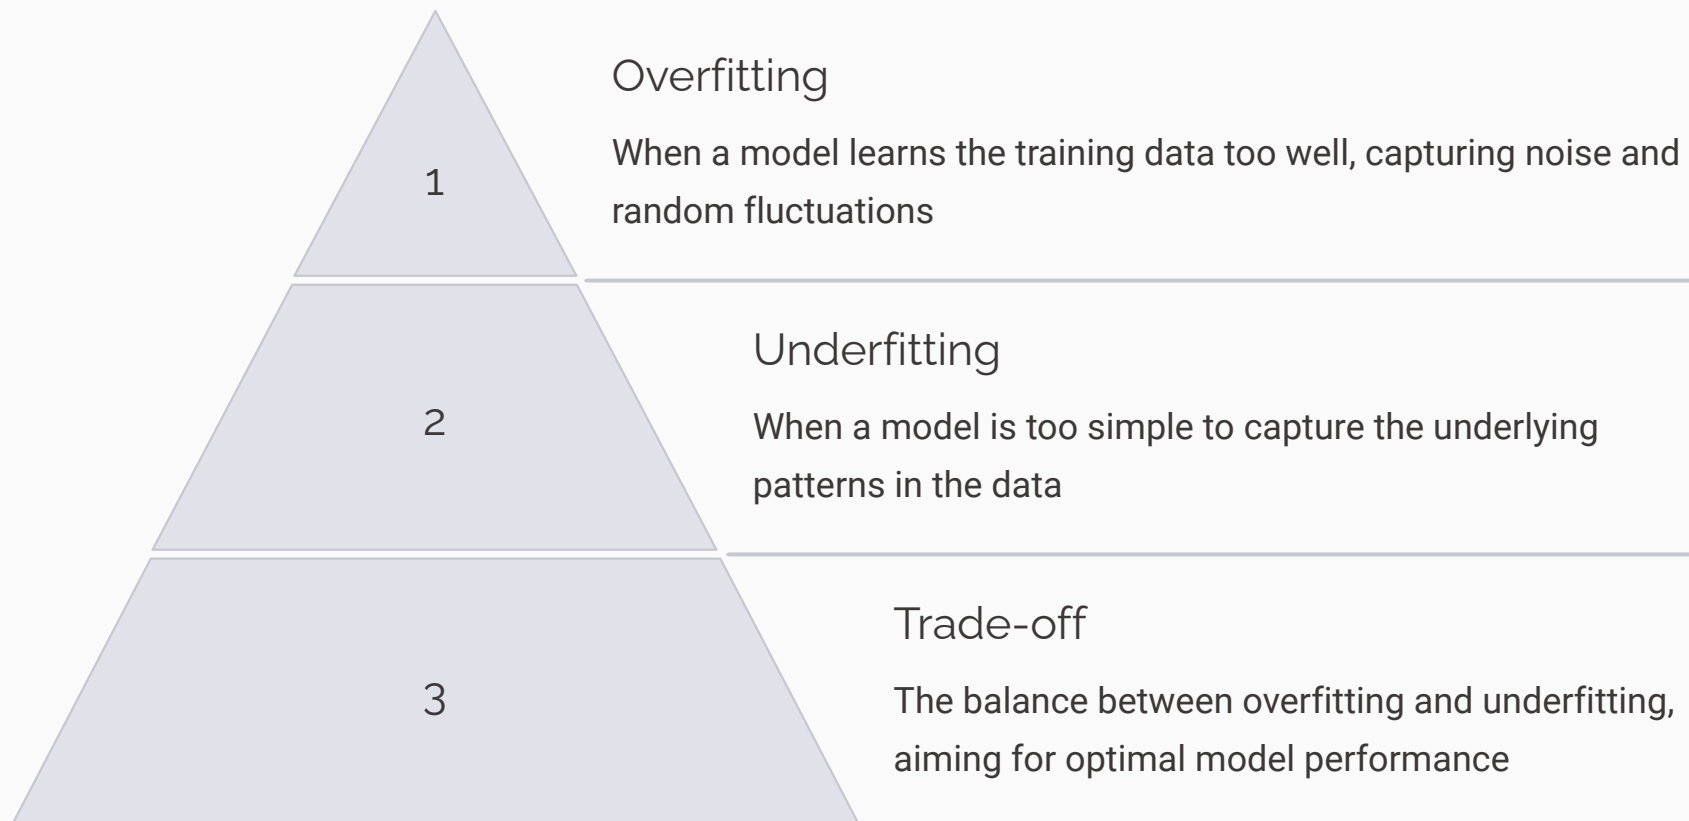 Overfitting
When a model learns the training data too well, capturing noise and
random fluctuations
1
Underfitting
When a model is too simple to capture the underlying
patterns in the data
2
Trade-off
The balance between overfitting and underfitting,
aiming for optimal model performance
3